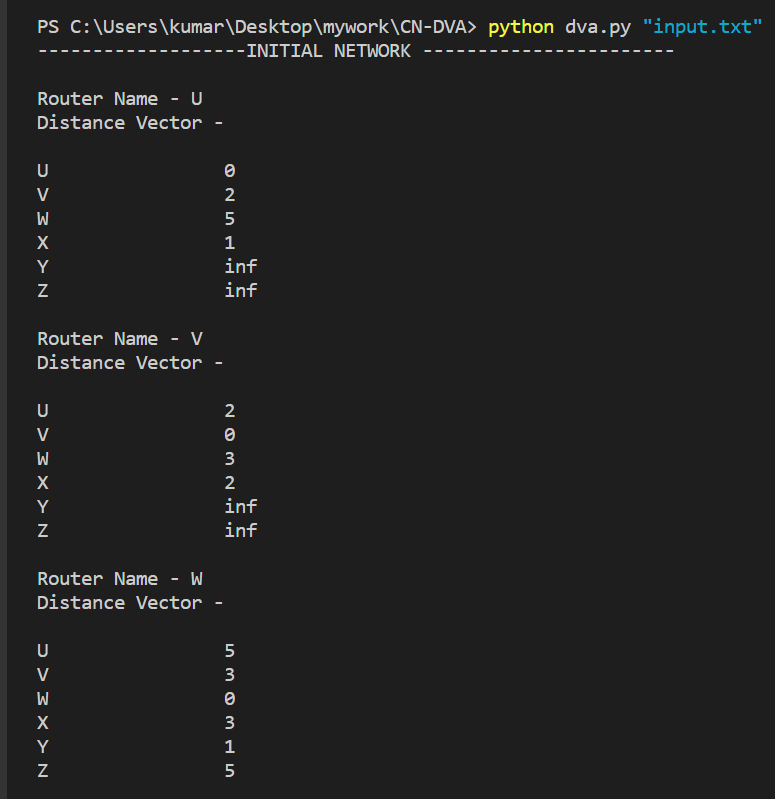 PS C:\Users\kumar\Desktop\mywork\CN-DVA> python dva.py "input.txt"
-------------------INITIAL NETWORK -----------------------
Router Name - U
Distance Vector -
U 0
V 2
W 5
X 1
Y inf
Z inf
Router Name - V
Distance Vector -
U 2
V 0
W 3
X 2
Y inf
Z inf
Router Name - W
Distance Vector -
U 5
V 3
W 0
X 3
Y 1
Z 5